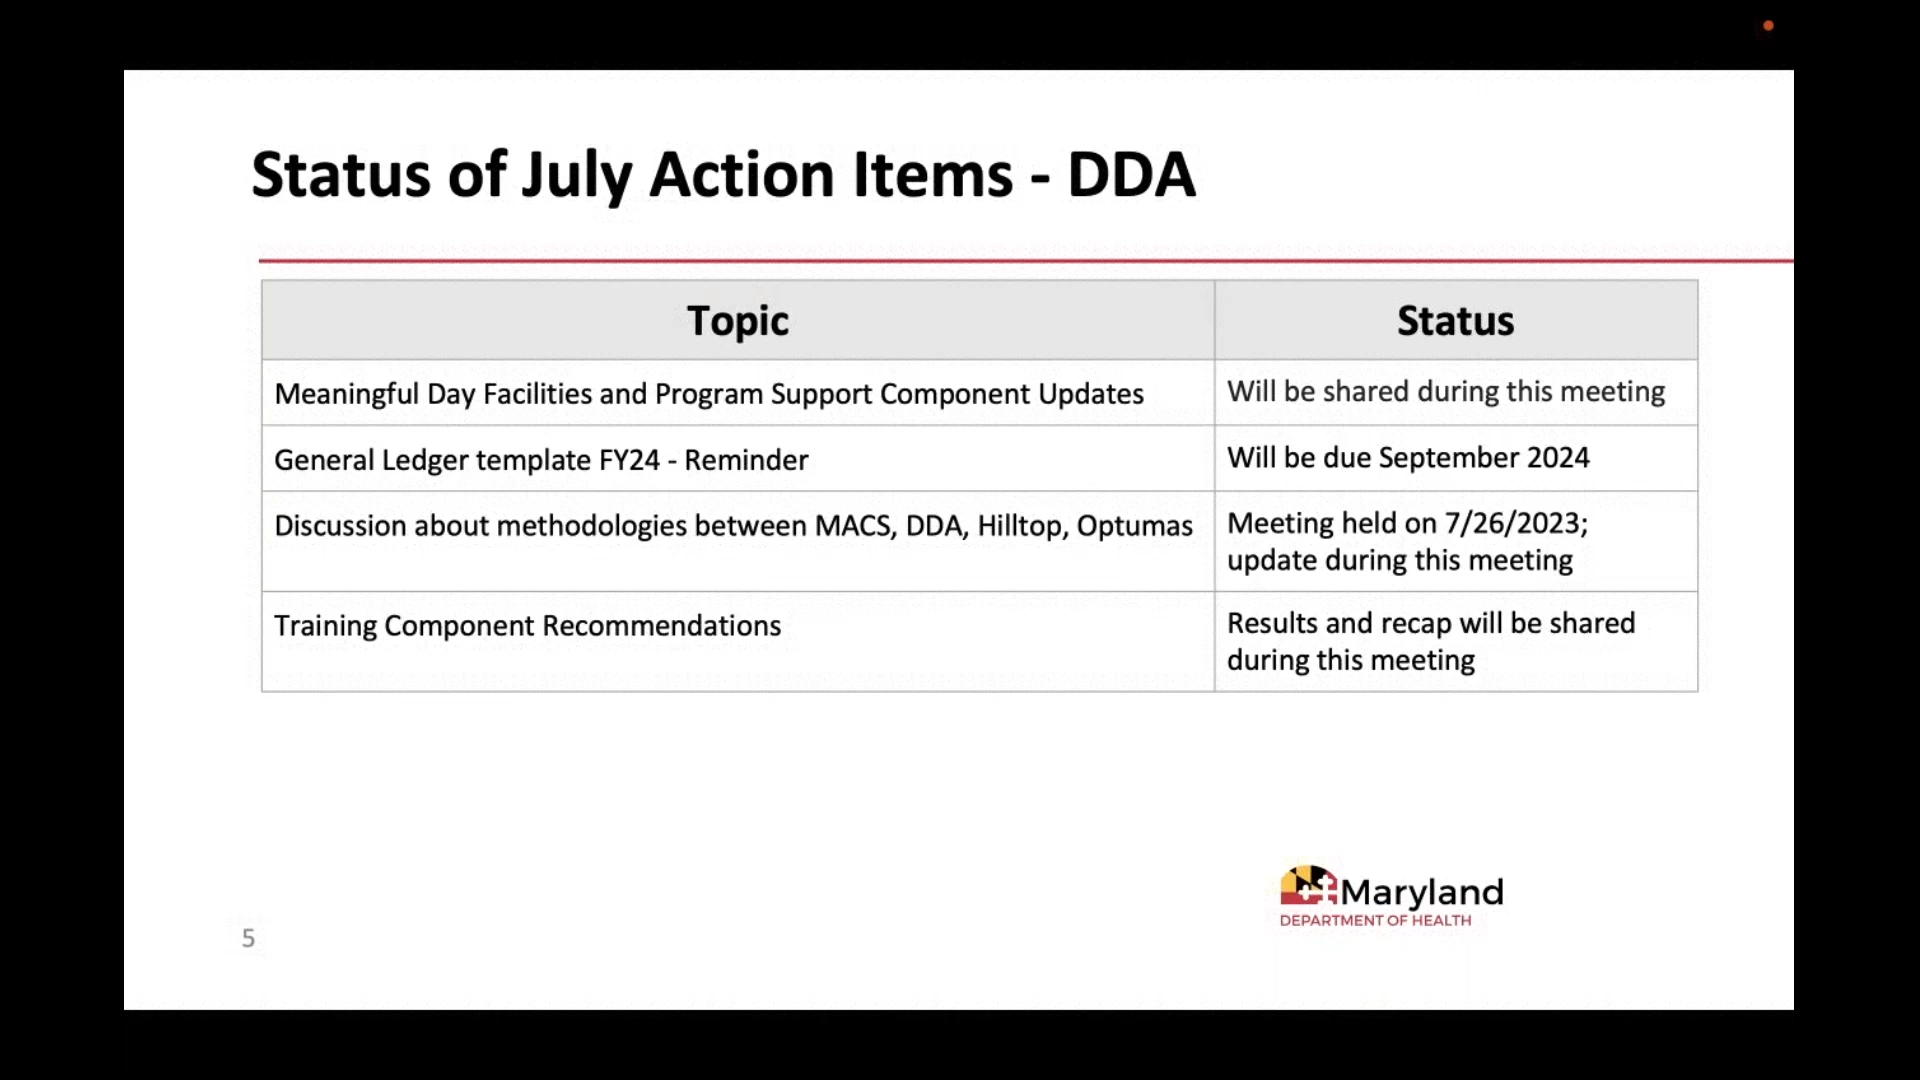 Status of July Action Items - DDA
Topic
Status
Meaningful Day Facilities and Program Support Component Updates
Will be shared during this meeting
General Ledger template FY24 - Reminder
Will be due September 2024
Discussion about methodologies between MACS, DDA, Hilltop, Optumas
Meeting held on 7/26/2023;
update during this meeting
Training Component Recommendations
Results and recap will be shared
during this meeting
Maryland
DEPARTMENT OF HEALTH
5